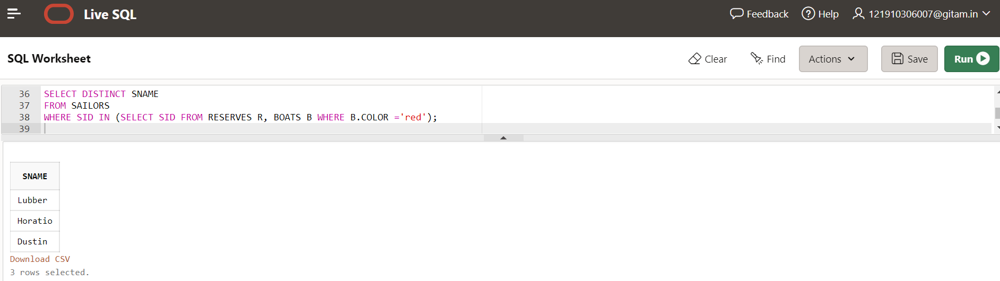 Live SQL
Feedback Help 121910306007@gitam.in
SQL Worksheet
Clear Find Actions Save Run
36 SELECT DISTINCT SNAME
37 FROM SAILORS
38 WHERE SID IN (SELECT SID FROM RESERVES R, BOATS B WHERE B.COLOR ='red');
39
SNAME
Lubber
Horatio
Dustin
Download CSV
3 rows selected.